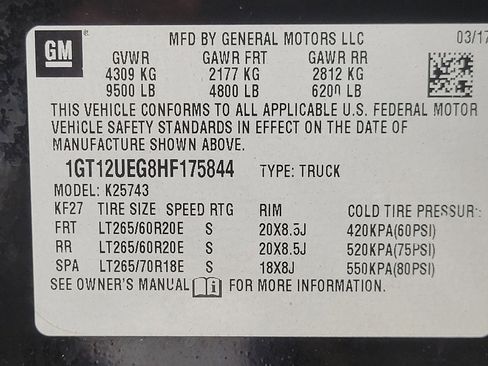 GM MFD BY GENERAL MOTORS LLC 03/17
GVWR GAWR FRT GAWR RR
4309 KG 2177 KG 2812 KG
9500 LB 4800 LB 6200 LB
THIS VEHICLE CONFORMS TO ALL APPLICABLE U.S. FEDERAL MOTOR
VEHICLE SAFETY STANDARDS IN EFFECT ON THE DATE OF
MANUFACTURE SHOWN ABOVE.
1GT12UEG8HF175844 TYPE: TRUCK
MODEL: K25743
KF27 TIRE SIZE SPEED RTG RIM COLD TIRE PRESSURE
FRT LT265/60R20E S 20X8.5J 420KPA(60PSI)
RR LT265/60R20E S 20X8.5J 520KPA(75PSI)
SPA LT265/70R18E S 18X8J 550KPA(80PSI)
SEE OWNER'S MANUAL FOR MORE INFORMATION.